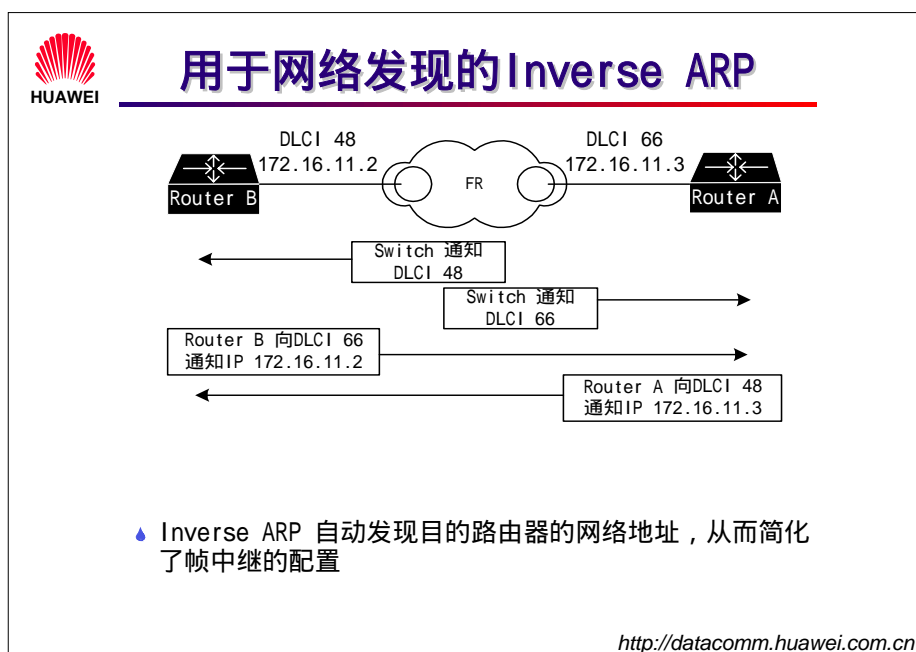 HUAWEI
用于网络发现的Inverse ARP
DLCI 48
172.16.11.2
DLCI 66
172.16.11.3
FR
Router B
Router A
Switch 通知
DLCI 48
Switch 通知
DLCI 66
Router B 向DLCI 66
通知IP 172.16.11.2
Router A 向DLCI 48
通知IP 172.16.11.3
Inverse ARP 自动发现目的路由器的网络地址，从而简化
了帧中继的配置
http://datacomm.huawei.com.cn